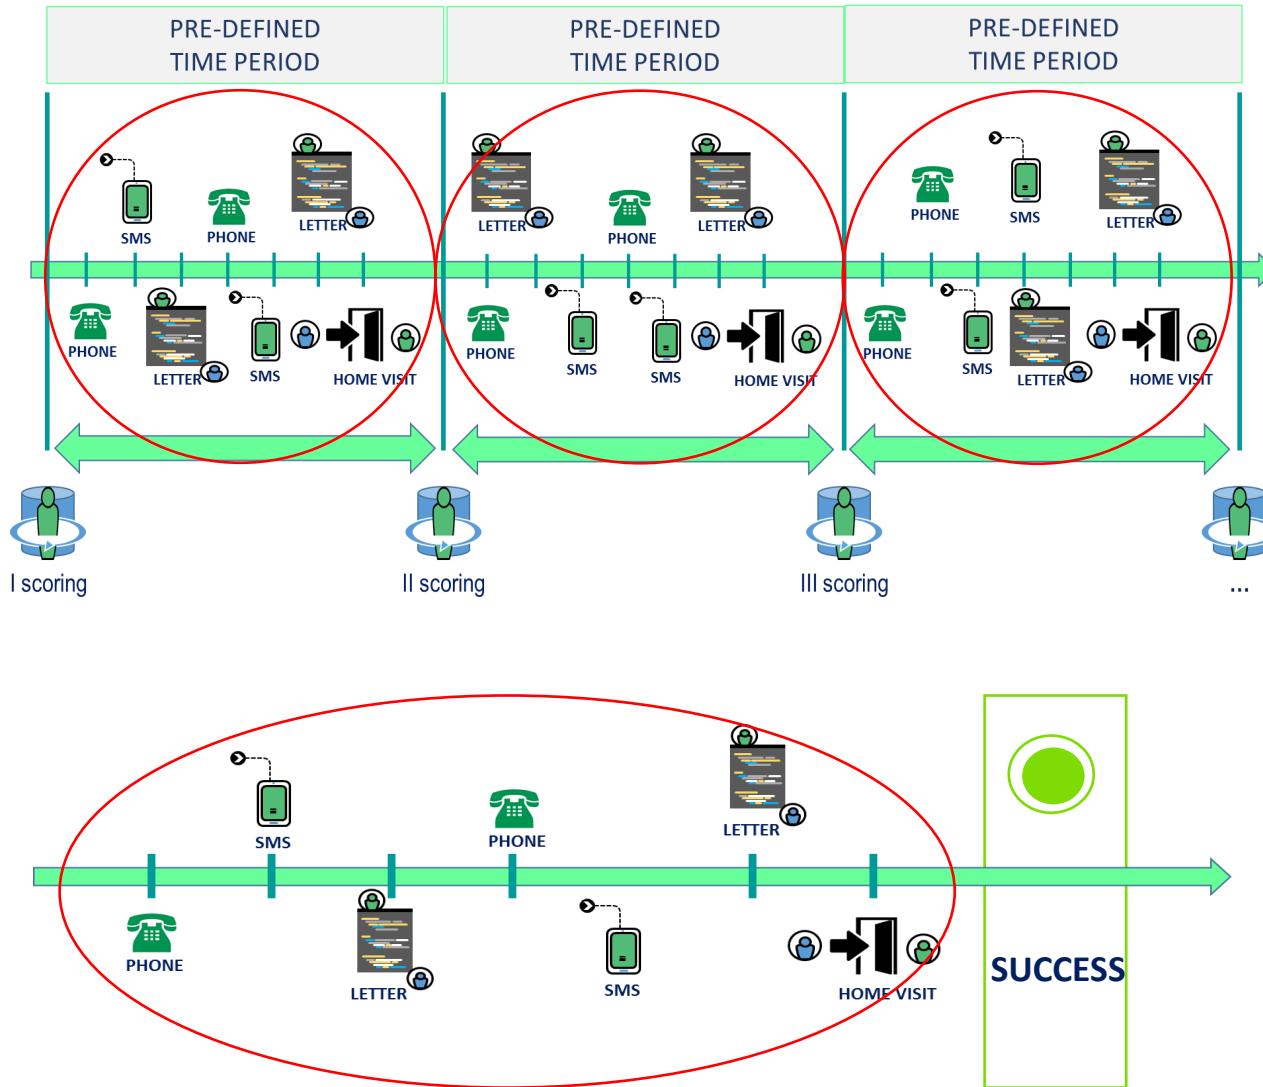 PRE-DEFINED
TIME PERIOD
PRE-DEFINED
TIME PERIOD
PRE-DEFINED
TIME PERIOD
SMS
PHONE
LETTER
PHONE
LETTER
SMS
HOME VISIT
LETTER
PHONE
LETTER
PHONE
SMS
SMS
HOME VISIT
PHONE
SMS
LETTER
PHONE
SMS
LETTER
HOME VISIT
I scoring
II scoring
III scoring
...
SMS
PHONE
LETTER
PHONE
LETTER
SMS
HOME VISIT
SUCCESS